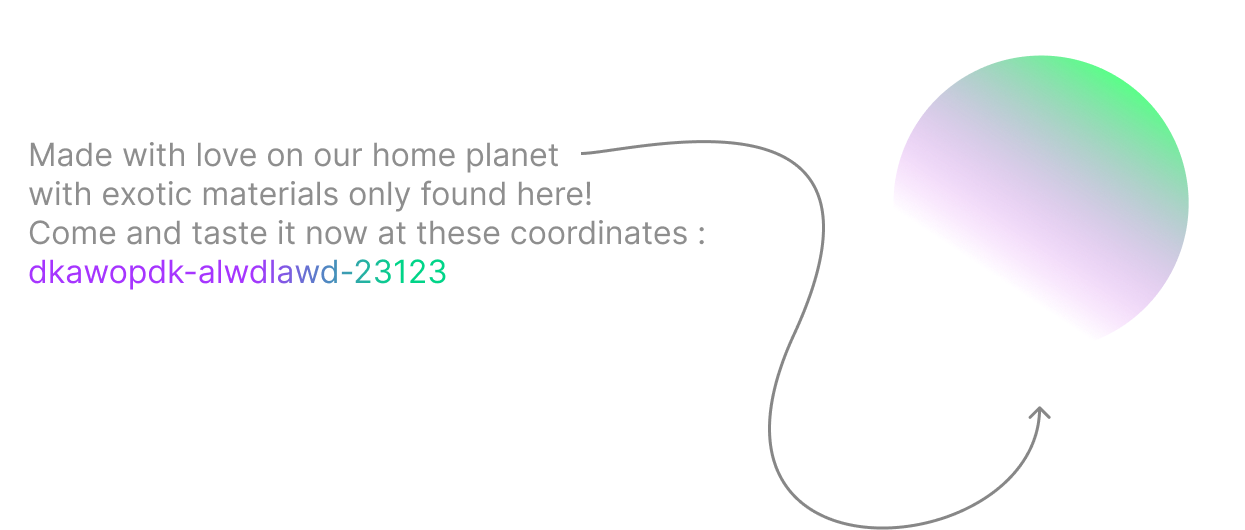 Made with love on our home planet
with exotic materials only found here!
Come and taste it now at these coordinates :
dkawopdk-alwdlawd-23123